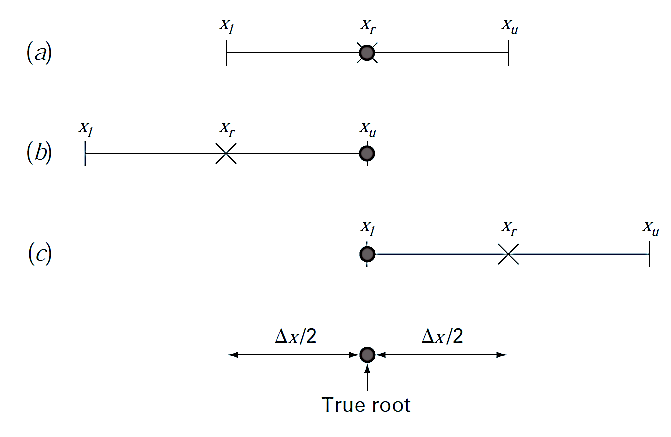 x_l x_r x_u
(a)
x_l x_r x_u
(b)
x_l x_r x_u
(c)
Δx/2 Δx/2
True root